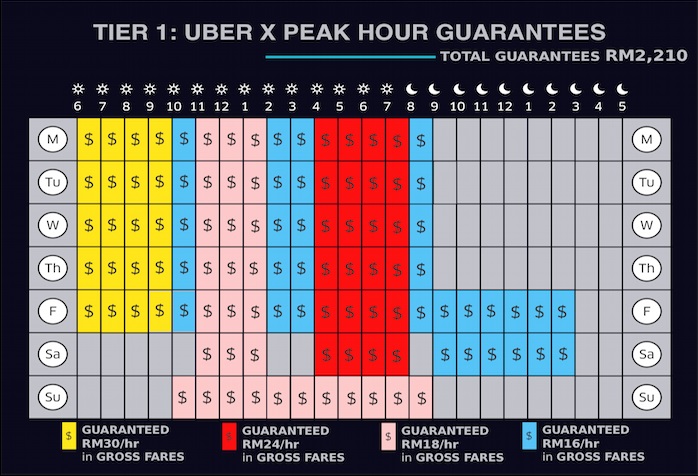 TIER 1: UBER X PEAK HOUR GUARANTEES
TOTAL GUARANTEES RM2,210
6 7 8 9 10 11 12 1 2 3 4 5 6 7 8 9 10 11 12 1 2 3 4 5
M $ $ $ $ $ $ $ $ $ $ $ $ $ $ $ M
Tu $ $ $ $ $ $ $ $ $ $ $ $ $ $ $ Tu
W $ $ $ $ $ $ $ $ $ $ $ $ $ $ $ W
Th $ $ $ $ $ $ $ $ $ $ $ $ $ $ $ Th
F $ $ $ $ $ $ $ $ $ $ $ $ $ $ $ $ $ $ $ $ $ F
Sa $ $ $ $ $ $ $ $ $ $ $ $ $ Sa
Su $ $ $ $ $ $ $ $ $ $ $ Su
$ GUARANTEED
RM30/hr
in GROSS FARES
$ GUARANTEED
RM24/hr
in GROSS FARES
$ GUARANTEED
RM18/hr
in GROSS FARES
$ GUARANTEED
RM16/hr
in GROSS FARES